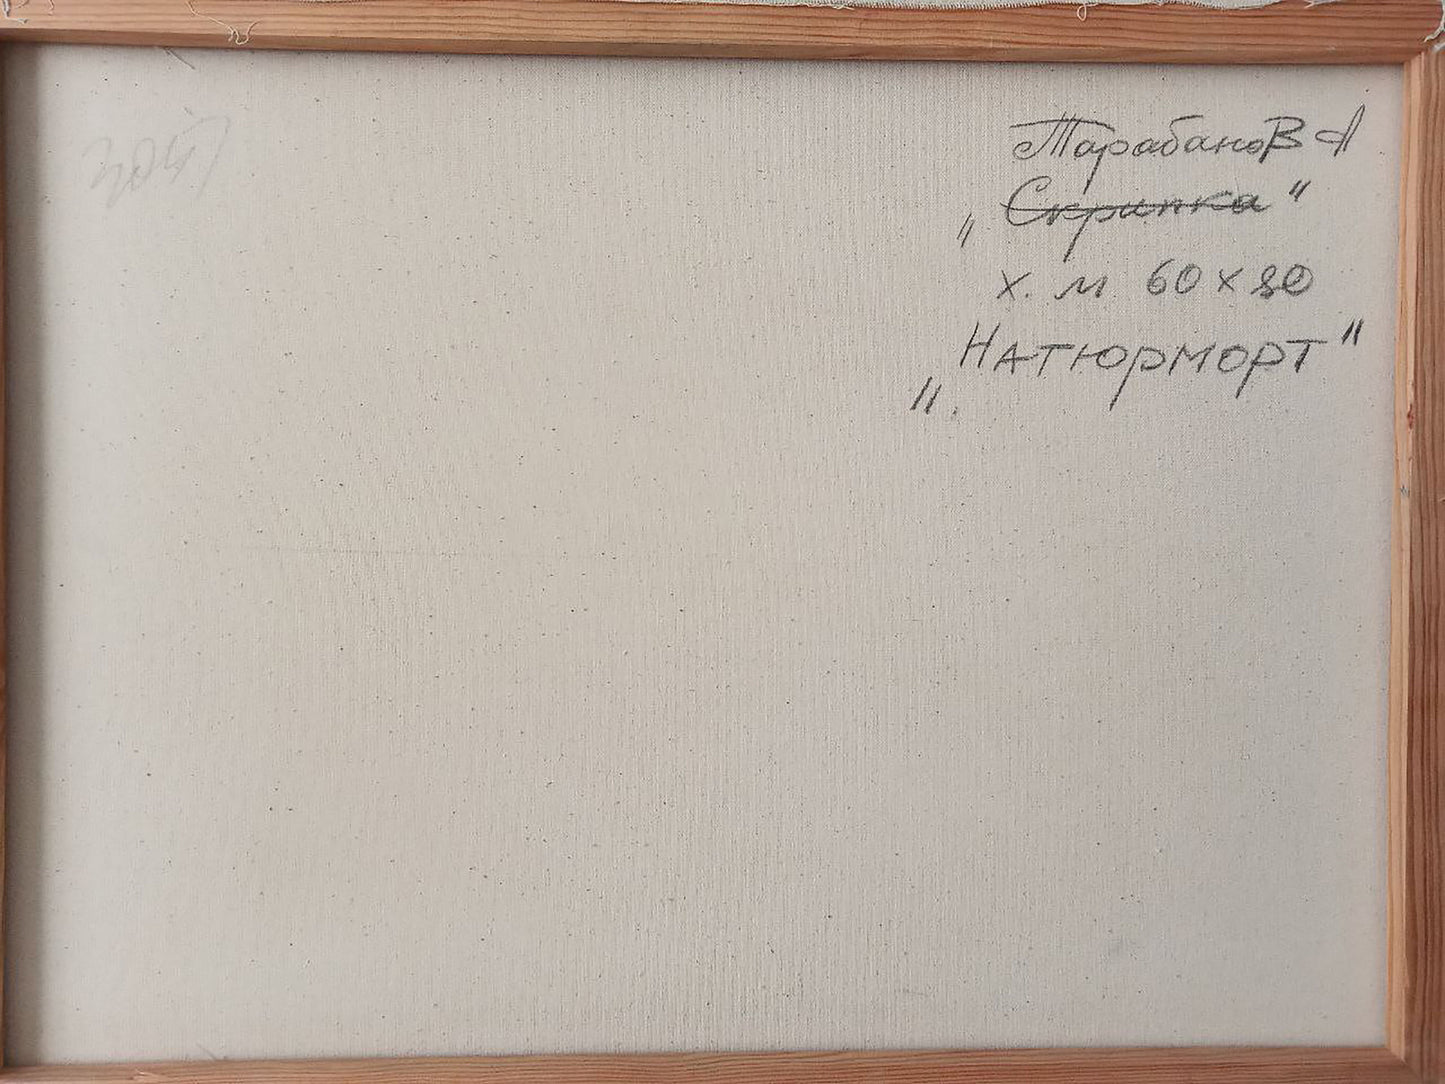 Тарабанов А
„Скрипка"
х. м 60 х 80
„Натюрморт"